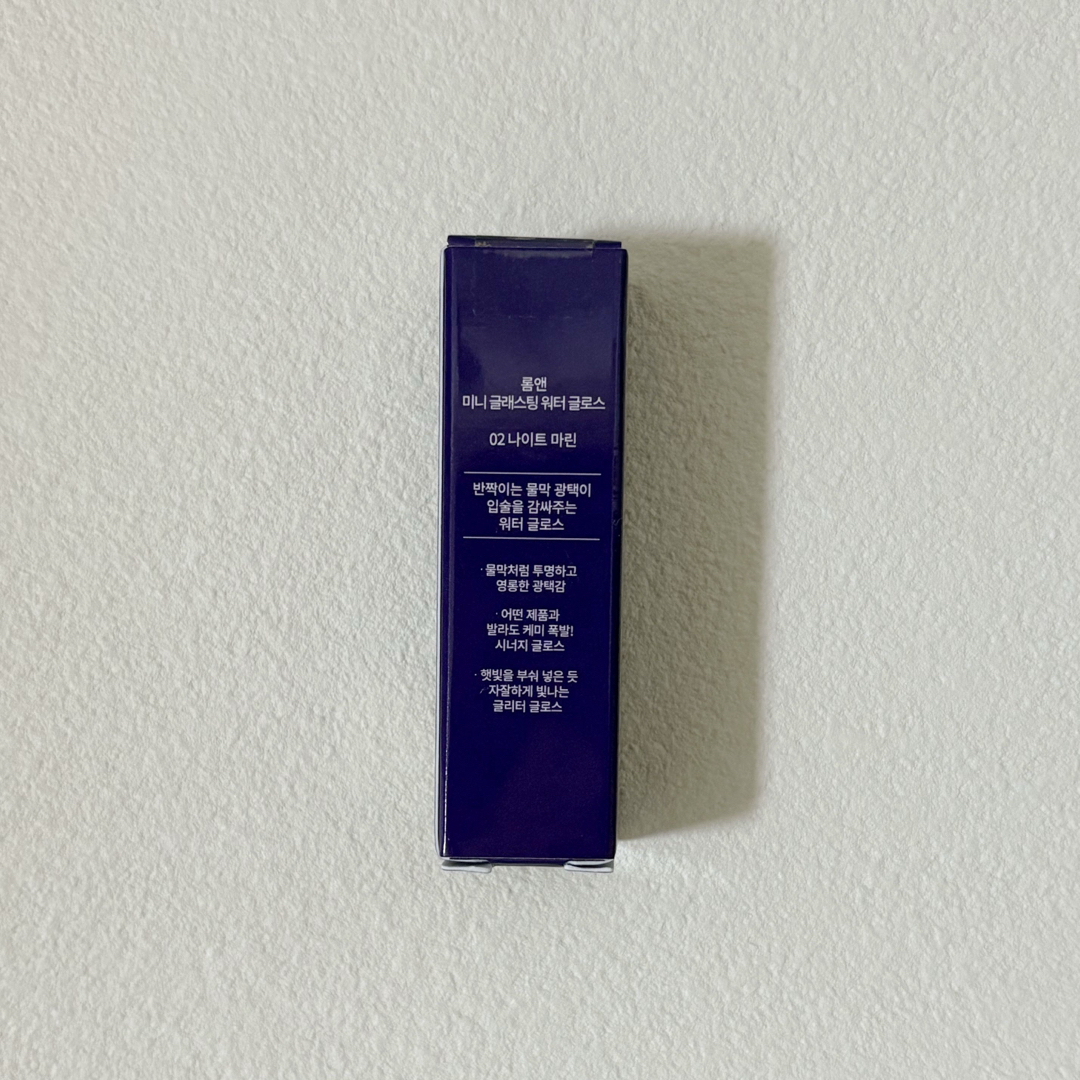 롬앤
미니 글래스팅 워터 글로스
02 나이트 마린
반짝이는 물막 광택이
입술을 감싸주는
워터 글로스
· 물막처럼 투명하고
영롱한 광택감
· 어떤 제품과
발라도 케미 폭발!
시너지 글로스
· 햇빛을 부숴 넣은 듯
자잘하게 빛나는
글리터 글로스